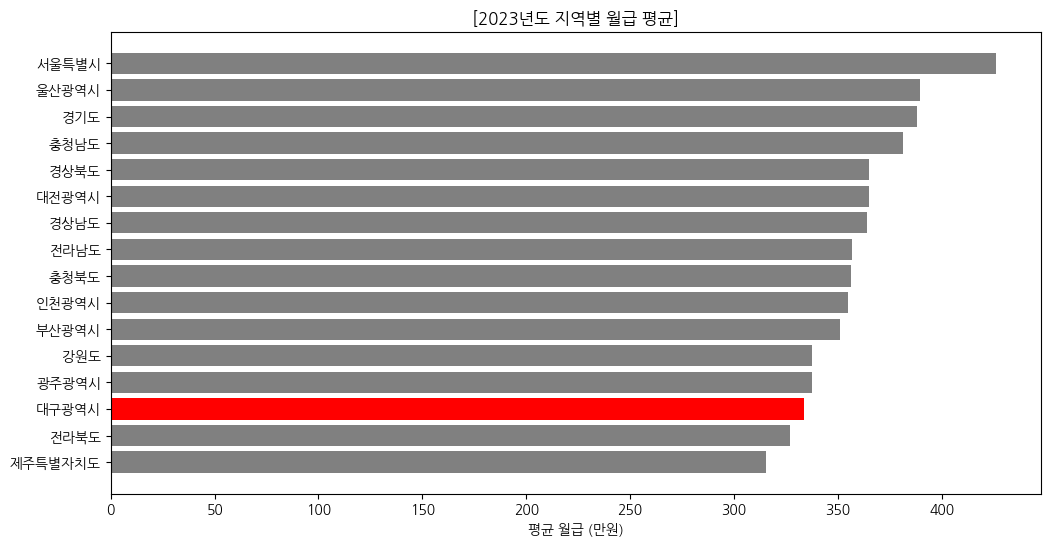 [2023년도 지역별 월급 평균]
서울특별시
울산광역시
경기도
충청남도
경상북도
대전광역시
경상남도
전라남도
충청북도
인천광역시
부산광역시
강원도
광주광역시
대구광역시
전라북도
제주특별자치도
0 50 100 150 200 250 300 350 400
평균 월급 (만원)